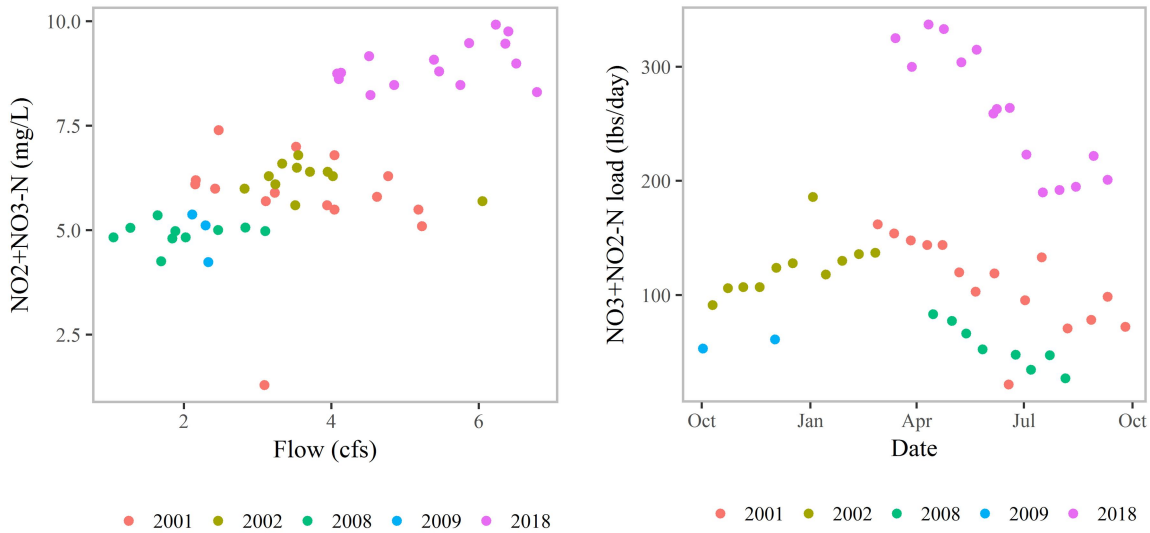 NO2+NO3-N (mg/L)
10.0
7.5
5.0
2.5
2 4 6
Flow (cfs)
2001 2002 2008 2009 2018
NO3+NO2-N load (lbs/day)
300
200
100
Oct Jan Apr Jul Oct
Date
2001 2002 2008 2009 2018